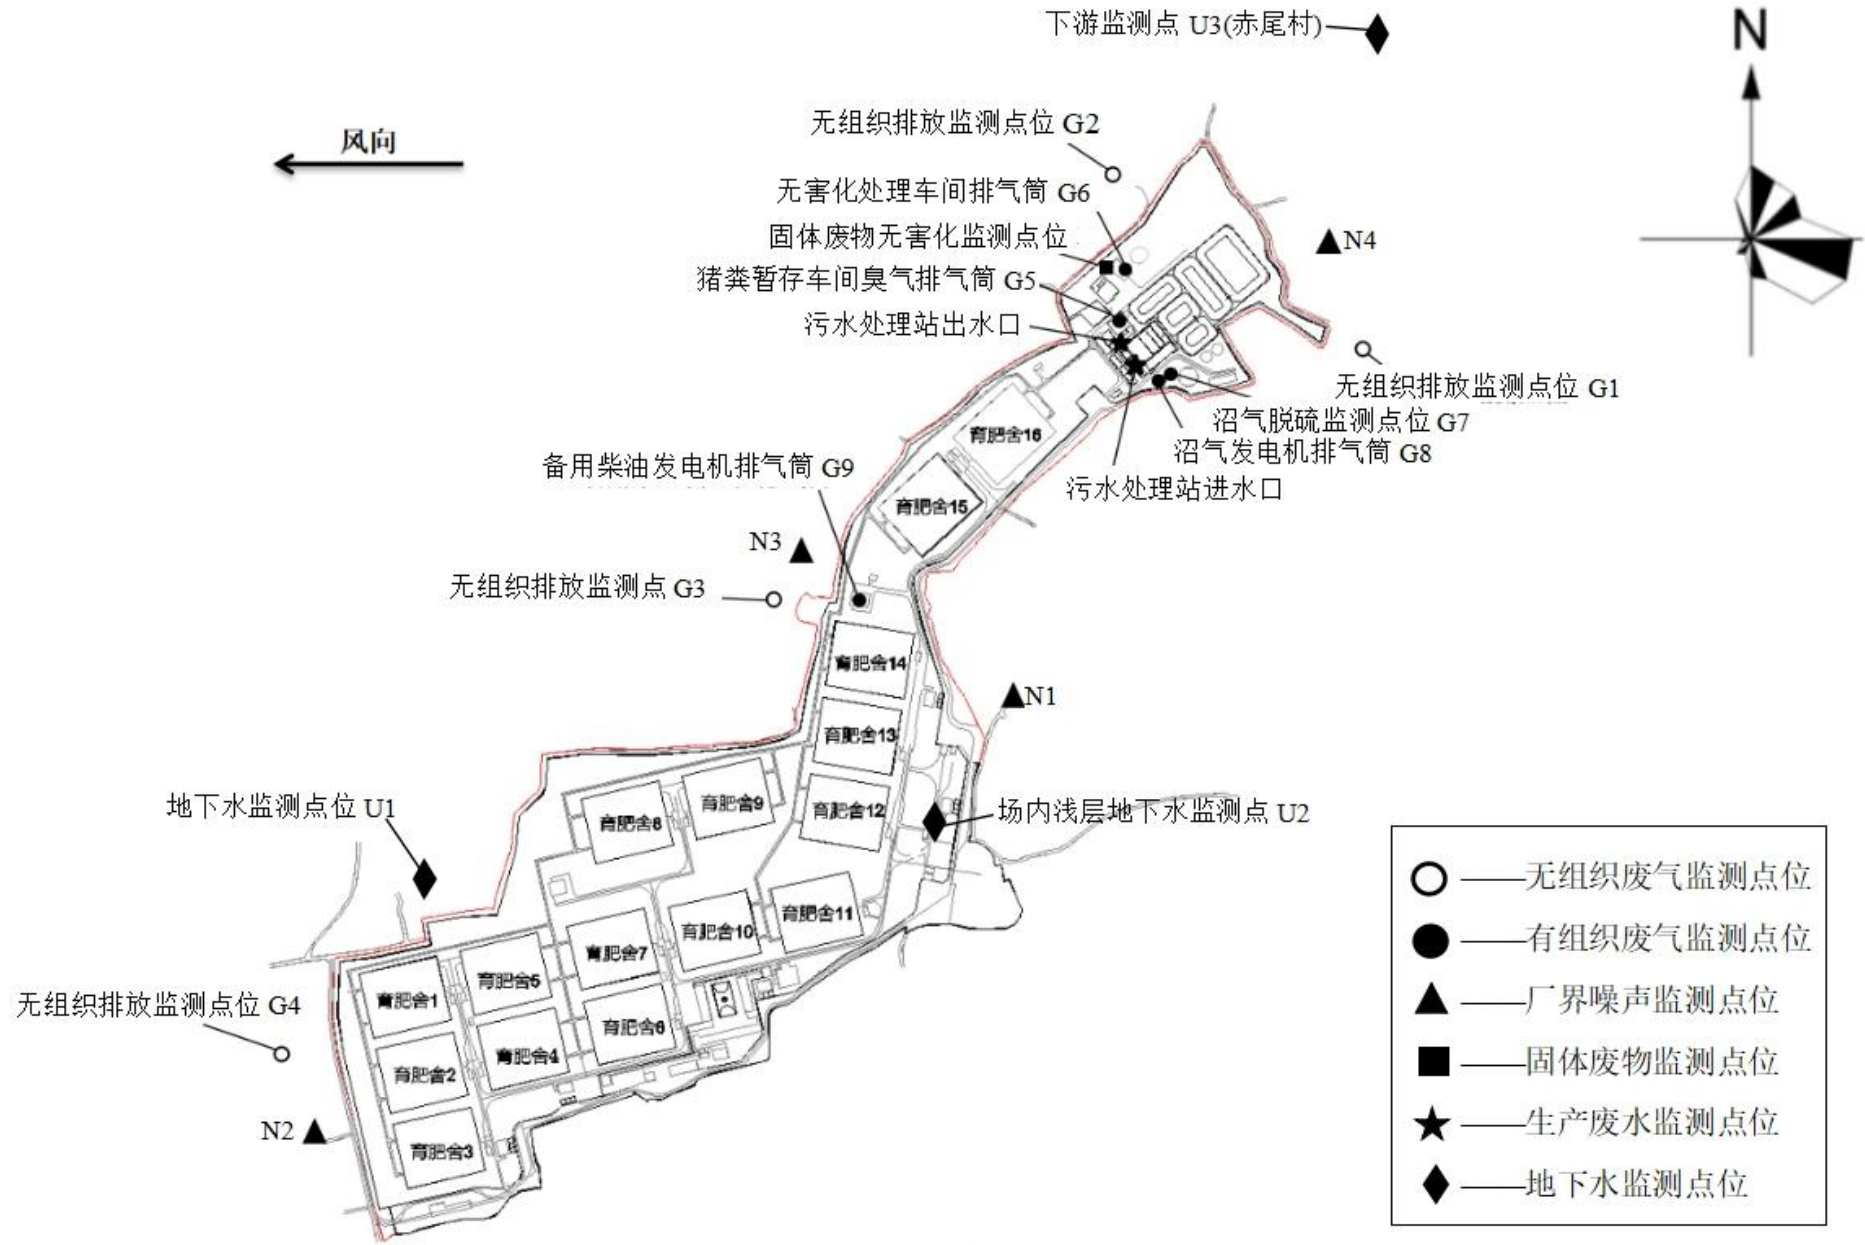 下游监测点 U3(赤尾村)
N
无组织排放监测点位 G2
风向
无害化处理车间排气筒 G6
固体废物无害化监测点位
N4
猪粪暂存车间臭气排气筒 G5
污水处理站出水口
无组织排放监测点位 G1
沼气脱硫监测点位 G7
沼气发电机排气筒 G8
污水处理站进水口
育肥舍16
备用柴油发电机排气筒 G9
育肥舍15
N3
无组织排放监测点 G3
育肥舍14
N1
育肥舍13
育肥舍9
育肥舍8
育肥舍12
场内浅层地下水监测点 U2
地下水监测点位 U1
育肥舍11
育肥舍10
育肥舍7
育肥舍5
育肥舍1
无组织排放监测点位 G4
育肥舍6
育肥舍4
育肥舍2
N2
育肥舍3
无组织废气监测点位
有组织废气监测点位
厂界噪声监测点位
固体废物监测点位
生产废水监测点位
地下水监测点位